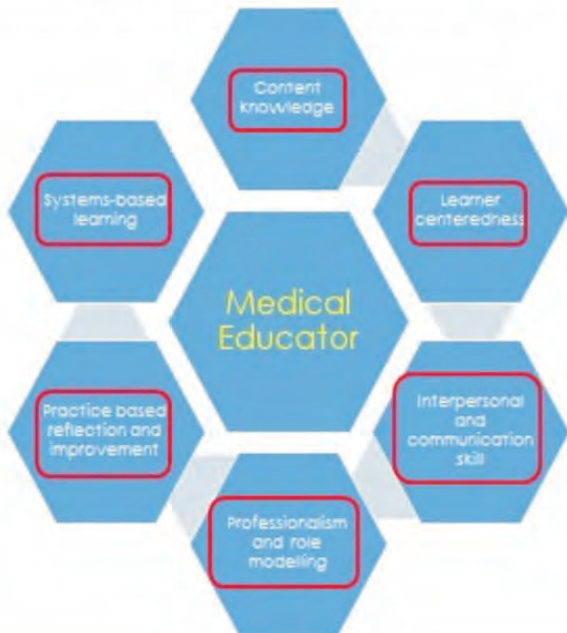 Content
knowledge
Systems-based
learning
Learner
centeredness
Medical
Educator
Practice based
reflection and
improvement
Interpersonal
and
communication
skill
Professionalism
and role
modelling